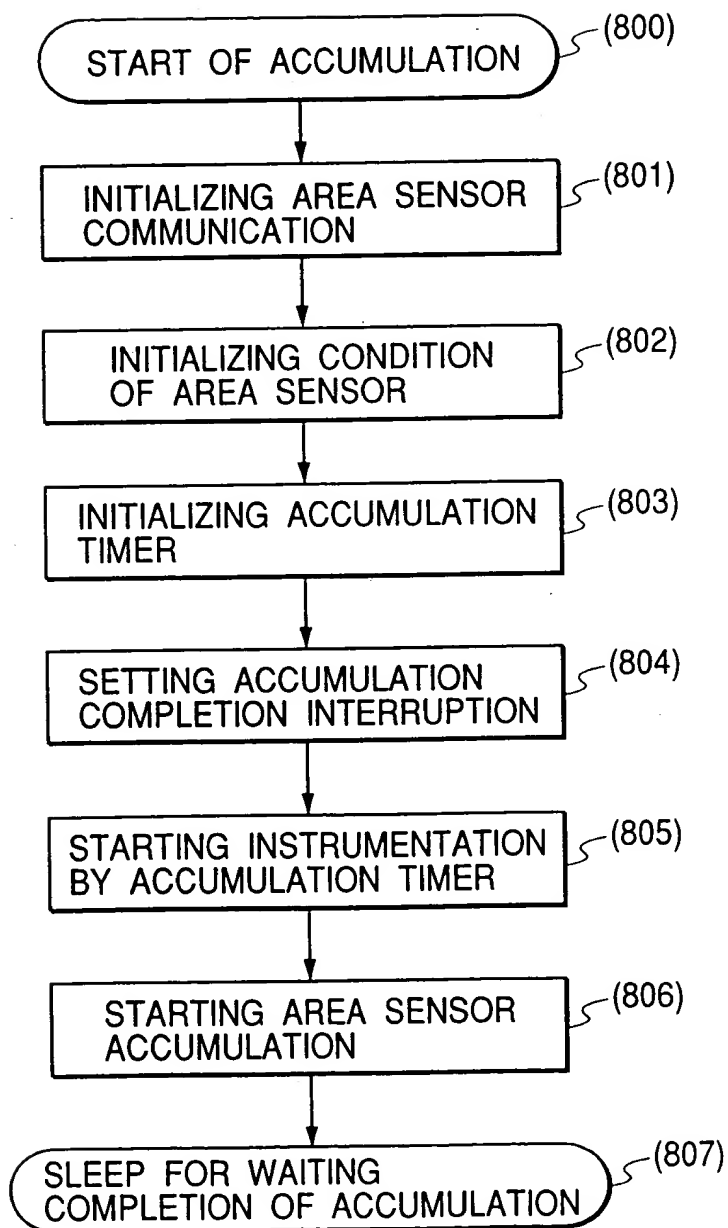 START OF ACCUMULATION
(800)
INITIALIZING AREA SENSOR
COMMUNICATION
(801)
INITIALIZING CONDITION
OF AREA SENSOR
(802)
INITIALIZING ACCUMULATION
TIMER
(803)
SETTING ACCUMULATION
COMPLETION INTERRUPTION
(804)
STARTING INSTRUMENTATION
BY ACCUMULATION TIMER
(805)
STARTING AREA SENSOR
ACCUMULATION
(806)
SLEEP FOR WAITING
COMPLETION OF ACCUMULATION
(807)